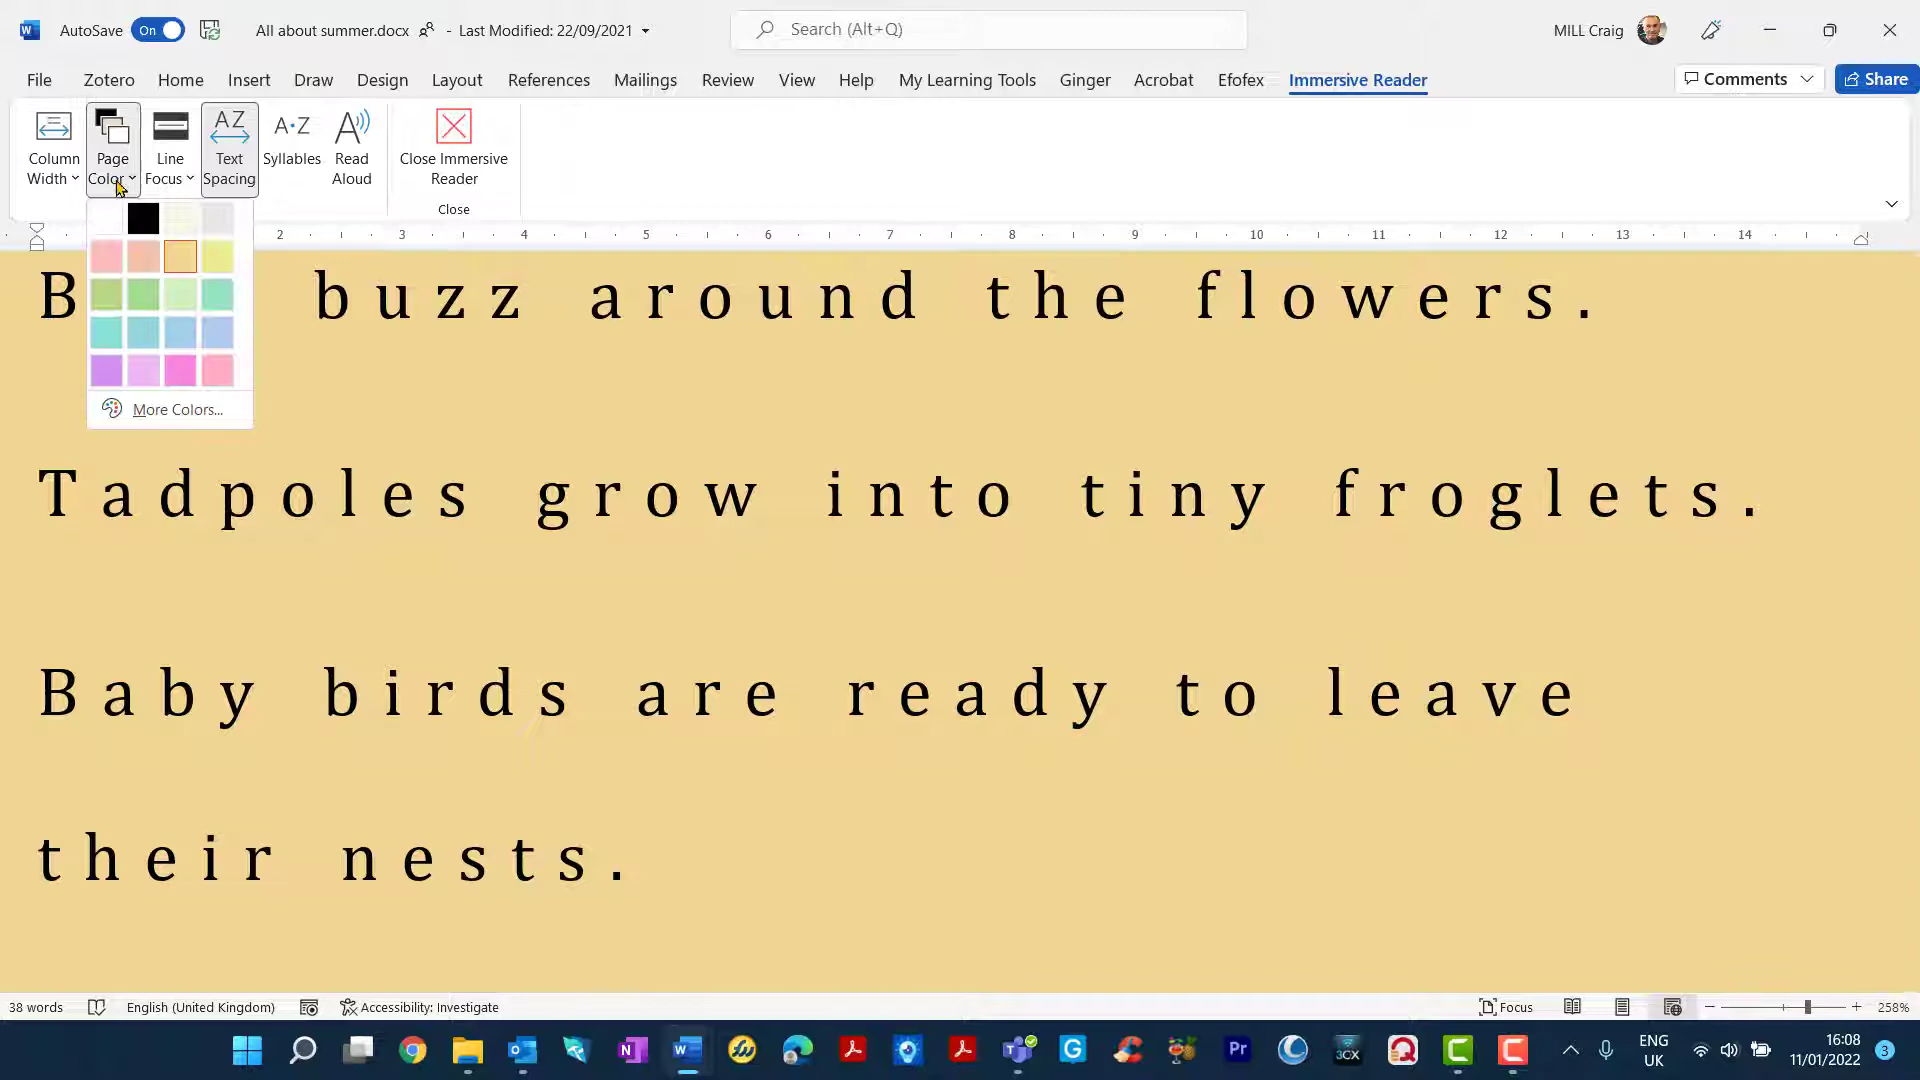 AutoSave On All about summer.docx - Last Modified: 22/09/2021 Search (Alt+Q) MILL Craig
File Zotero Home Insert Draw Design Layout References Mailings Review View Help My Learning Tools Ginger Acrobat Efofex Immersive Reader Comments Share
Column Width Page Color Line Focus Text Spacing Syllables Read Aloud Close Immersive Reader
Close
2 3 4 5 6 7 8 9 10 11 12 13 14
More Colors...
B buzz around the flowers.
Tadpoles grow into tiny froglets.
Baby birds are ready to leave
their nests.
38 words English (United Kingdom) Accessibility: Investigate Focus 258%
ENG 16:08
UK 11/01/2022 3